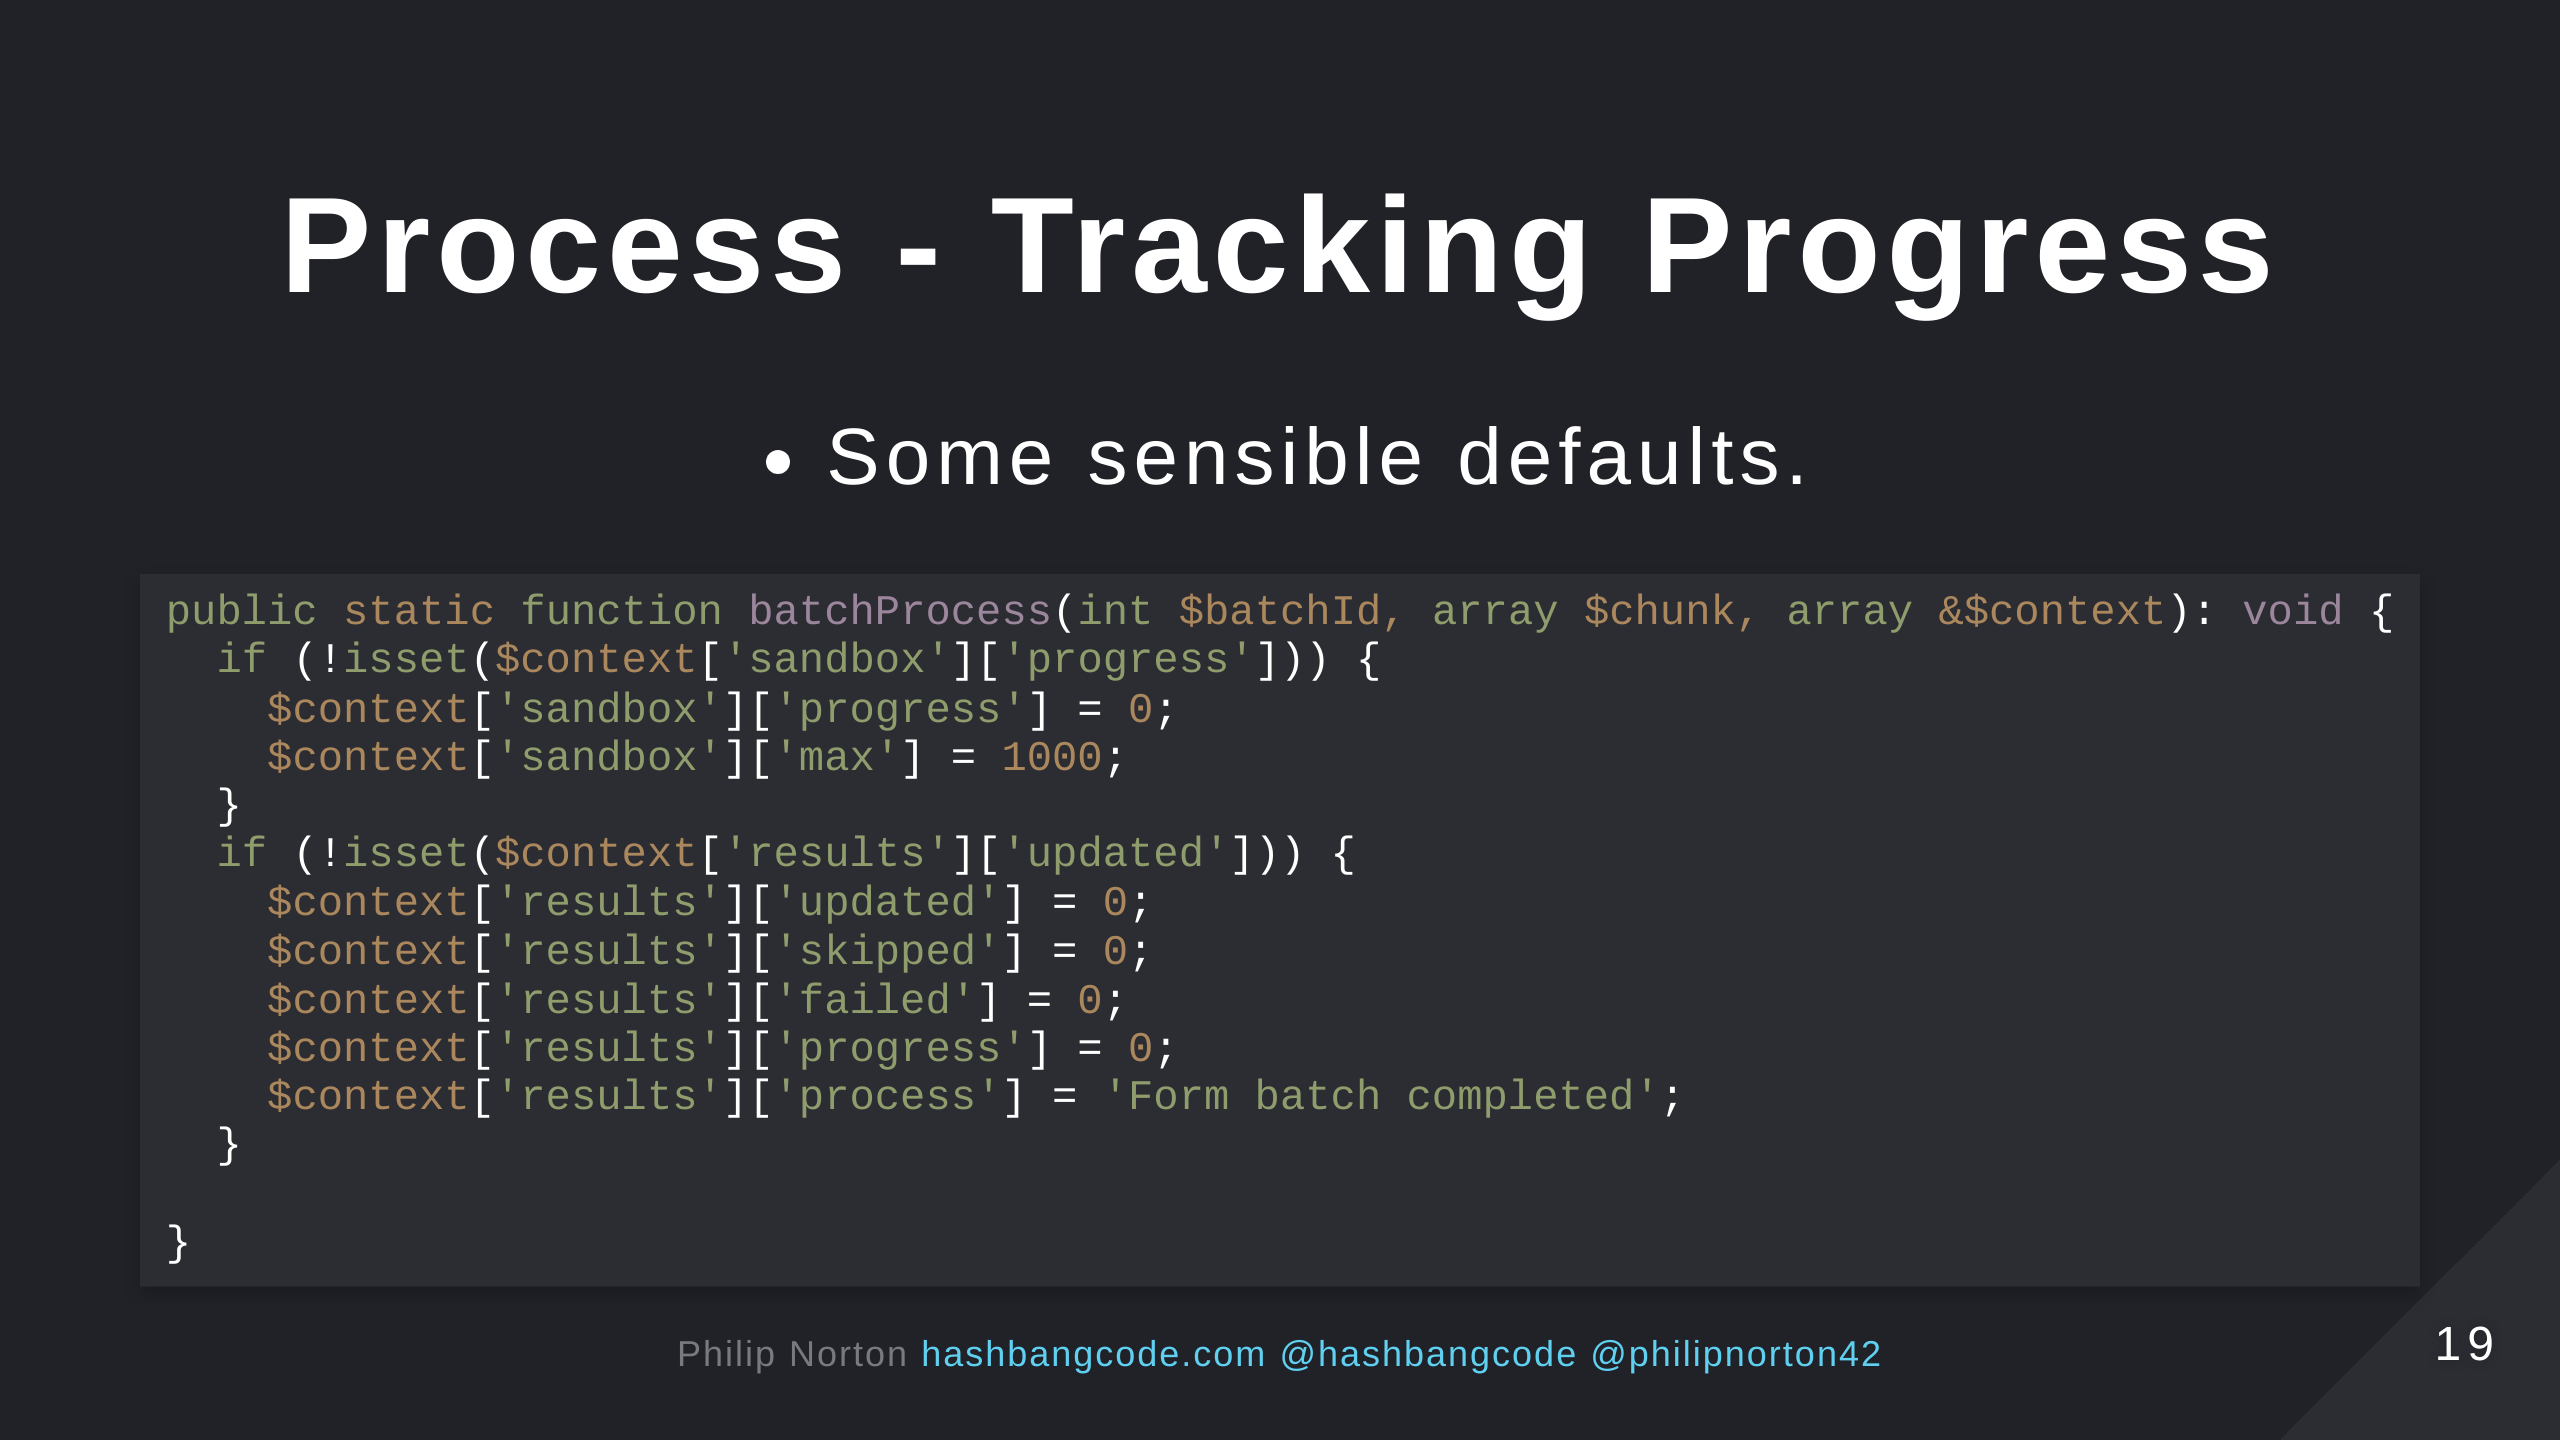 Process - Tracking Progress
• Some sensible defaults.
public static function batchProcess(int $batchId, array $chunk, array &$context): void {
  if (!isset($context['sandbox']['progress'])) {
    $context['sandbox']['progress'] = 0;
    $context['sandbox']['max'] = 1000;
  }
  if (!isset($context['results']['updated'])) {
    $context['results']['updated'] = 0;
    $context['results']['skipped'] = 0;
    $context['results']['failed'] = 0;
    $context['results']['progress'] = 0;
    $context['results']['process'] = 'Form batch completed';
  }

}
Philip Norton hashbangcode.com @hashbangcode @philipnorton42
19